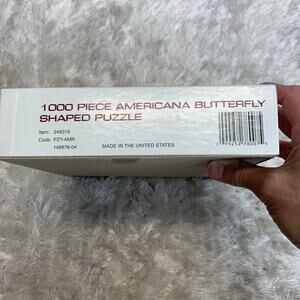 1000 PIECE AMERICANA BUTTERFLY
SHAPED PUZZLE
Item: 249316
Code: PZY-AMR
148878-04
MADE IN THE UNITED STATES